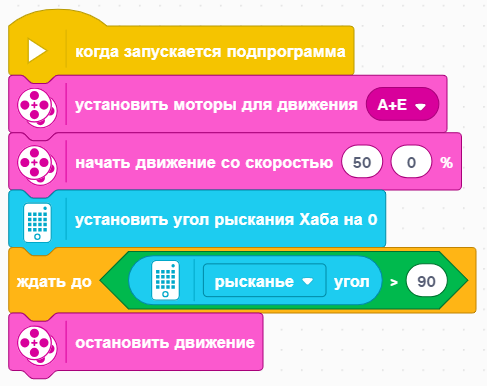 когда запускается подпрограмма
установить моторы для движения A+E
начать движение со скоростью 50 0 %
установить угол рыскания Хаба на 0
ждать до рысканье угол > 90
остановить движение